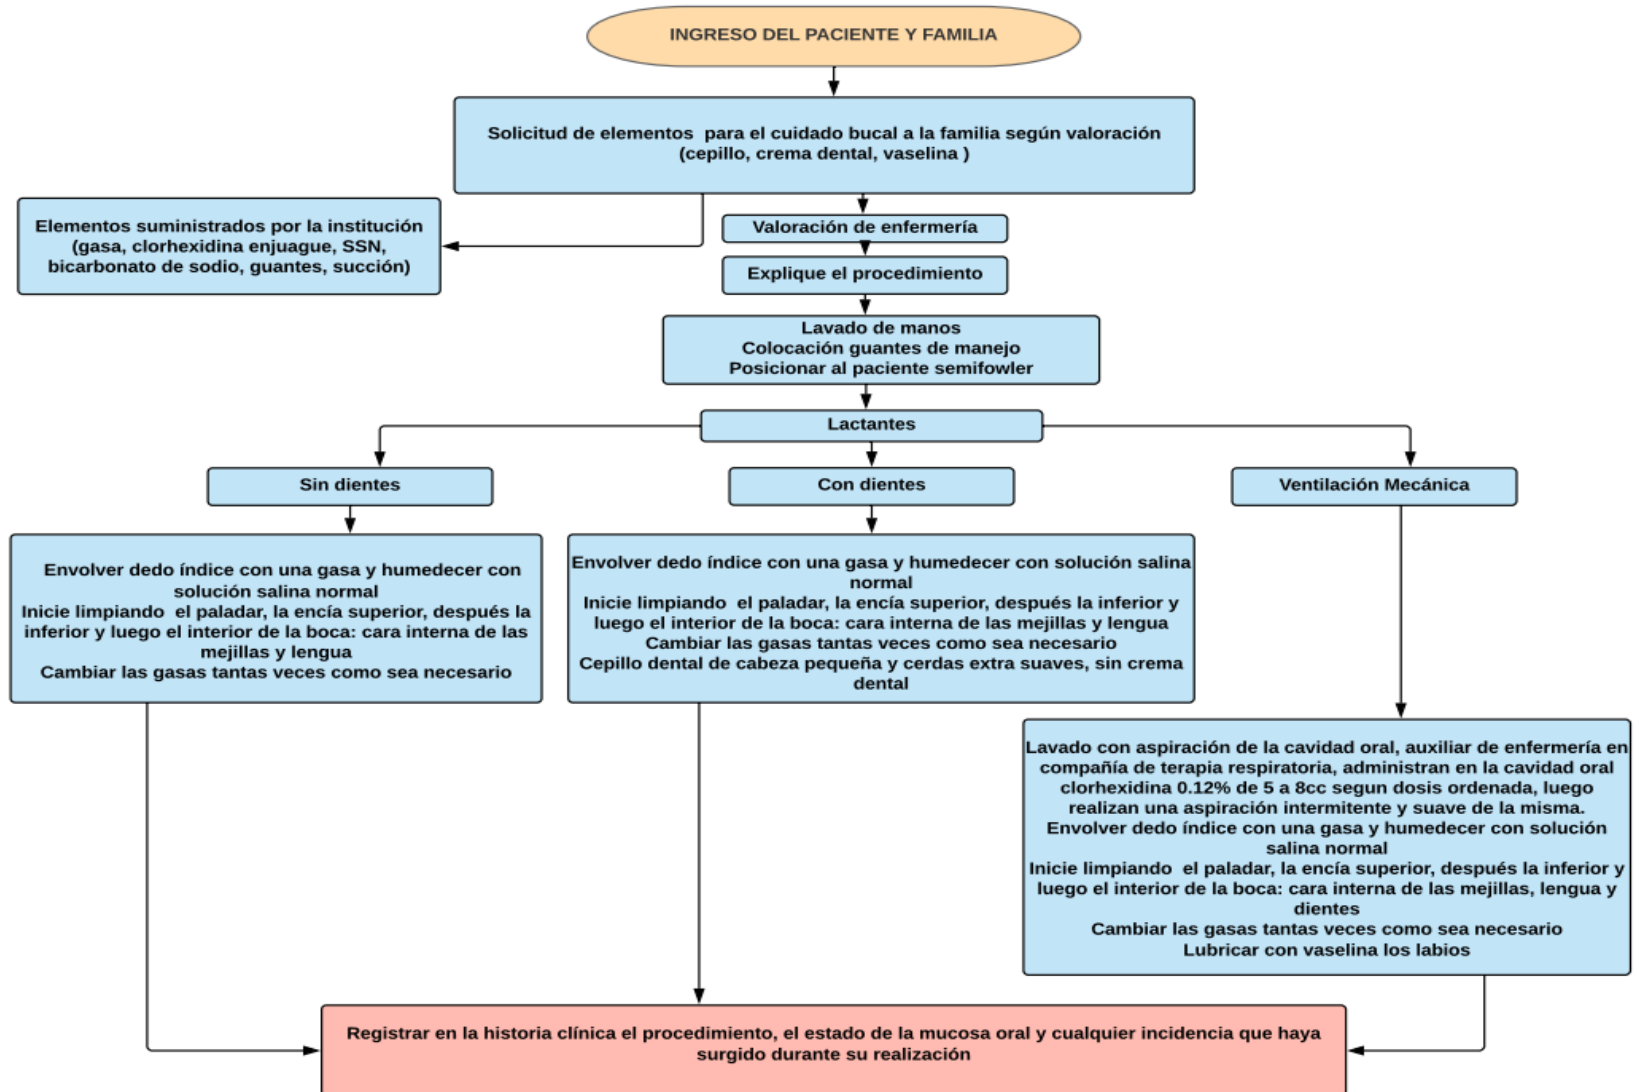 INGRESO DEL PACIENTE Y FAMILIA
Solicitud de elementos para el cuidado bucal a la familia según valoración
(cepillo, crema dental, vaselina )
Elementos suministrados por la institución
(gasa, clorhexidina enjuague, SSN,
bicarbonato de sodio, guantes, succión)
Valoración de enfermería
Explique el procedimiento
Lavado de manos
Colocación guantes de manejo
Posicionar al paciente semifowler
Lactantes
Sin dientes
Con dientes
Ventilación Mecánica
Envolver dedo índice con una gasa y humedecer con
solución salina normal
Inicie limpiando el paladar, la encía superior, después la
inferior y luego el interior de la boca: cara interna de las
mejillas y lengua
Cambiar las gasas tantas veces como sea necesario
Envolver dedo índice con una gasa y humedecer con solución salina
normal
Inicie limpiando el paladar, la encía superior, después la inferior y
luego el interior de la boca: cara interna de las mejillas y lengua
Cambiar las gasas tantas veces como sea necesario
Cepillo dental de cabeza pequeña y cerdas extra suaves, sin crema
dental
Lavado con aspiración de la cavidad oral, auxiliar de enfermería en
compañía de terapia respiratoria, administran en la cavidad oral
clorhexidina 0.12% de 5 a 8cc segun dosis ordenada, luego
realizan una aspiración intermitente y suave de la misma.
Envolver dedo índice con una gasa y humedecer con solución
salina normal
Inicie limpiando el paladar, la encía superior, después la inferior y
luego el interior de la boca: cara interna de las mejillas, lengua y
dientes
Cambiar las gasas tantas veces como sea necesario
Lubricar con vaselina los labios
Registrar en la historia clínica el procedimiento, el estado de la mucosa oral y cualquier incidencia que haya
surgido durante su realización